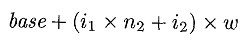 base + (i₁ × n₂ + i₂) × w